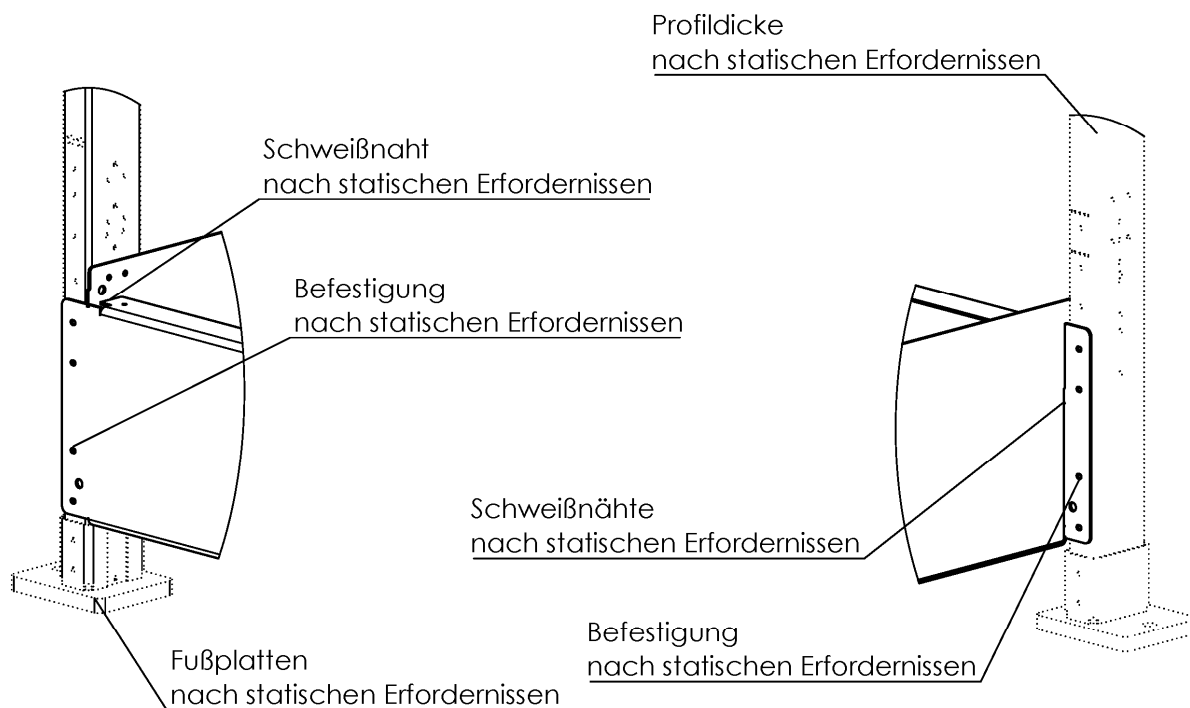 Profildicke
nach statischen Erfordernissen
Schweißnaht
nach statischen Erfordernissen
Befestigung
nach statischen Erfordernissen
Schweißnähte
nach statischen Erfordernissen
Befestigung
nach statischen Erfordernissen
Fußplatten
nach statischen Erfordernissen